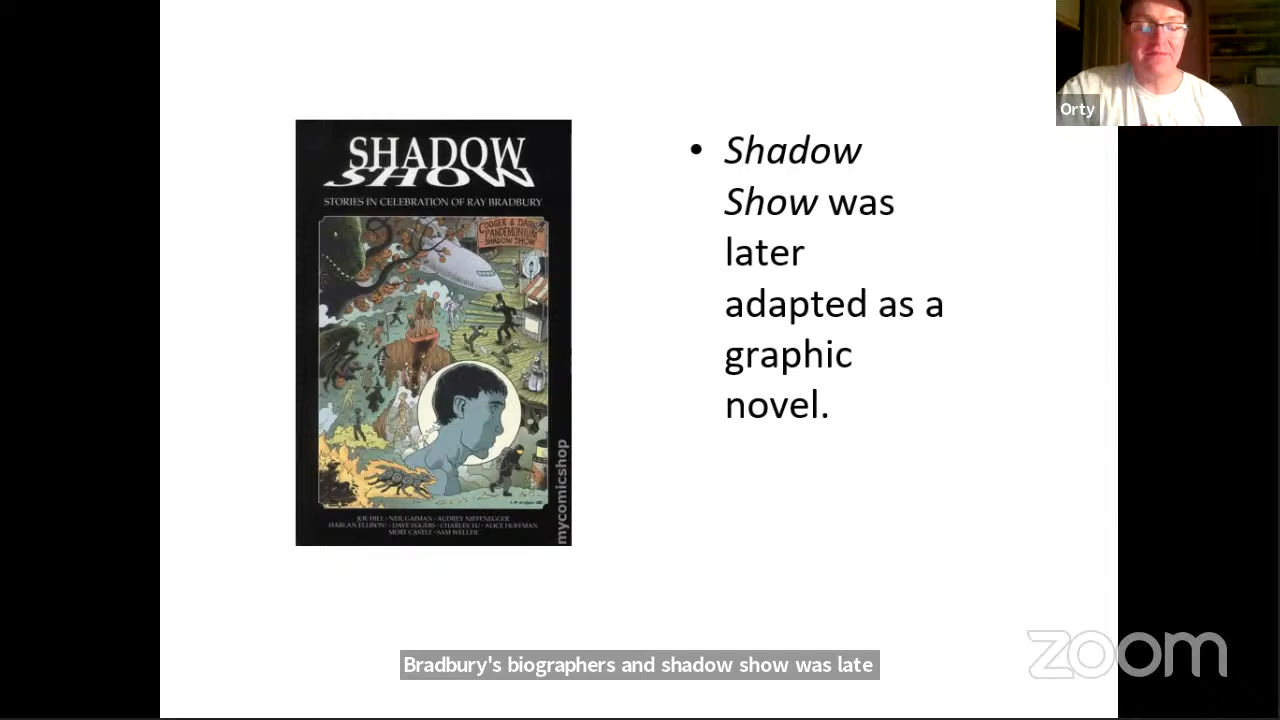 SHADOW
SHOW
STORIES IN CELEBRATION OF RAY BRADBURY
COOGER & DARK'S
PANDEMONIUM
SHADOW SHOW
JOE HILL • NEIL GAIMAN • AUDREY NIFFENEGGER
HARLAN ELLISON® • DAVE EGGERS • CHARLES YU • ALICE HOFFMAN
MORT CASTLE • SAM WELLER
mycomicshop
• Shadow
Show was
later
adapted as a
graphic
novel.
Orty
Bradbury's biographers and shadow show was late
zoom